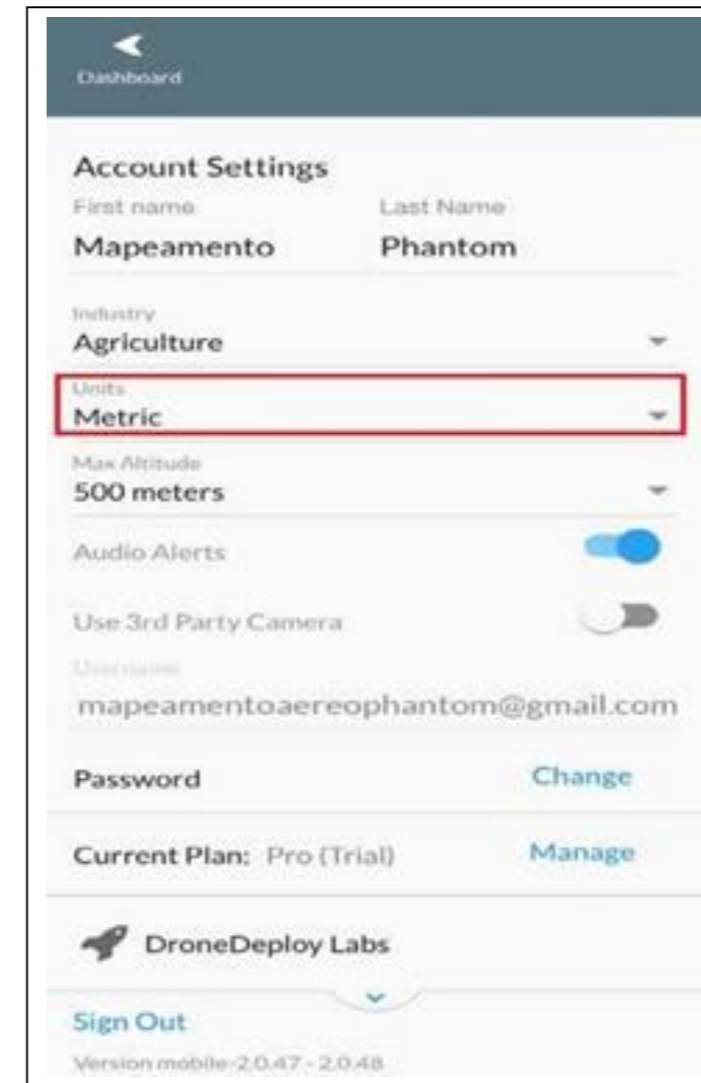 Dashboard
Account Settings
First name Last Name
Mapeamento Phantom
Industry
Agriculture
Units
Metric
Max Altitude
500 meters
Audio Alerts
Use 3rd Party Camera
Username
mapeamentoaereophantom@gmail.com
Password Change
Current Plan: Pro (Trial) Manage
DroneDeploy Labs
Sign Out
Version mobile-2.0.47 - 2.0.48